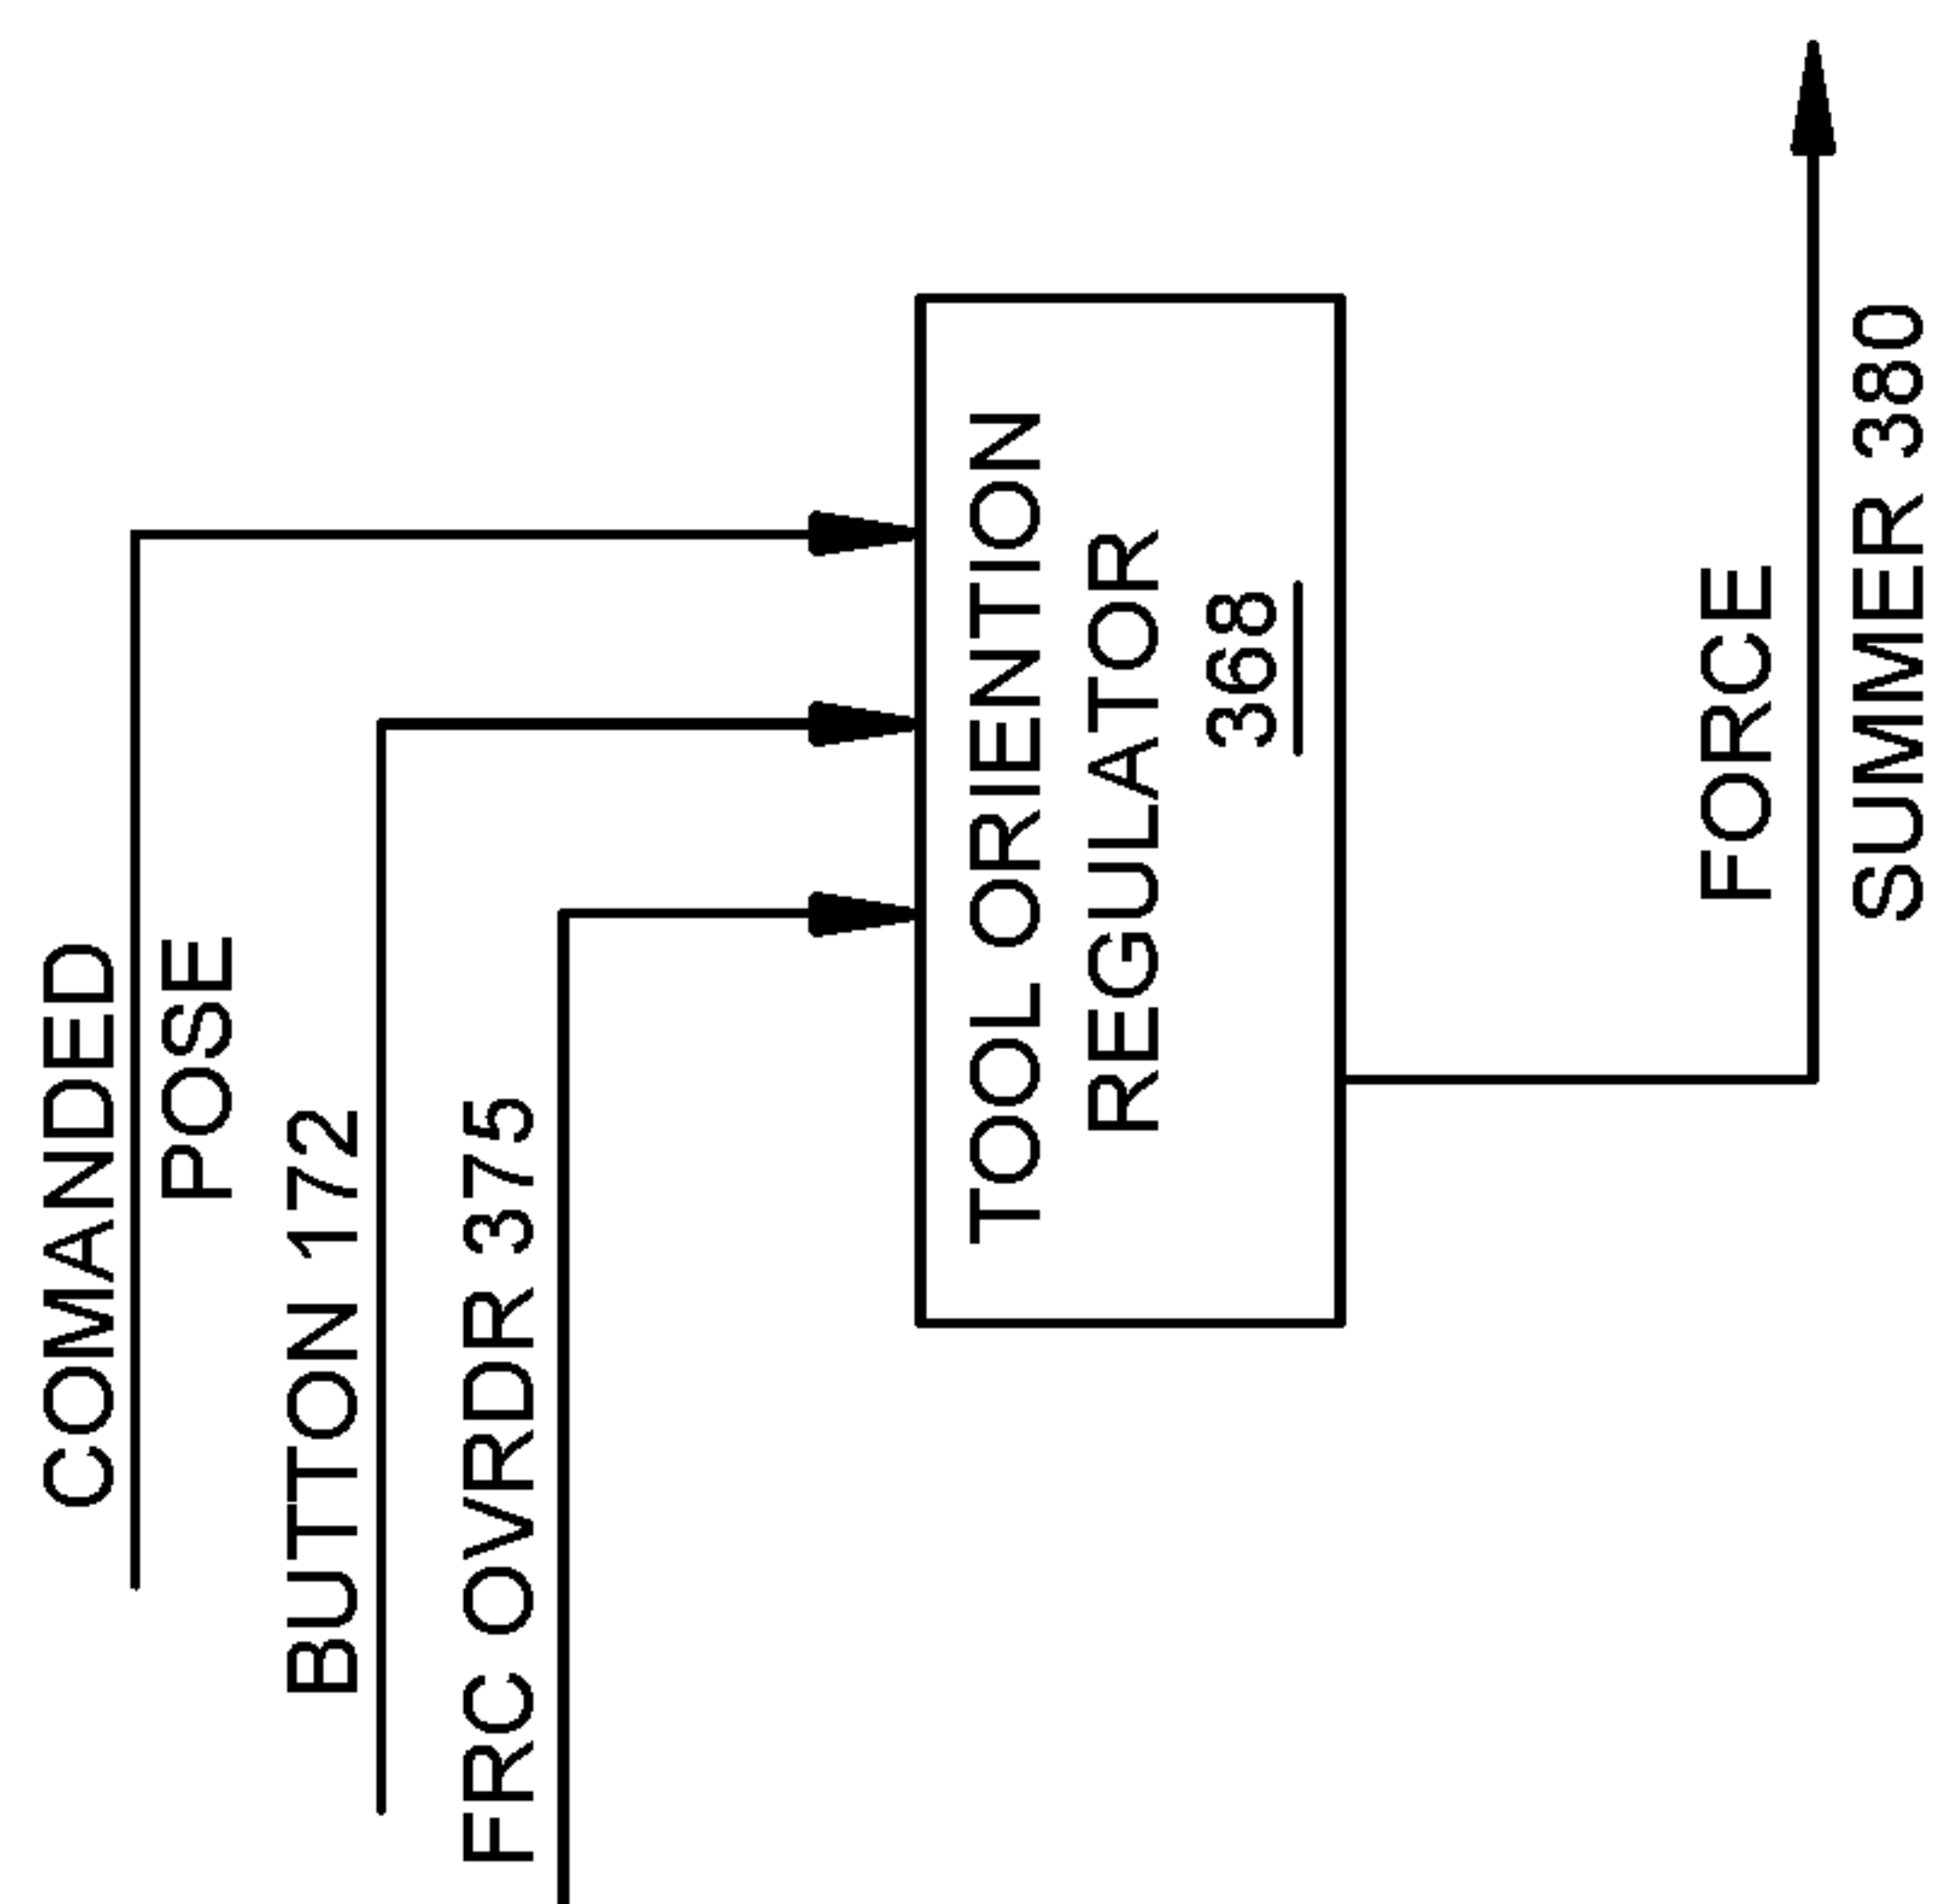 COMANDED
POSE
BUTTON 172
FRC OVRDR 375
TOOL ORIENTION
REGULATOR
368
FORCE
SUMMER 380